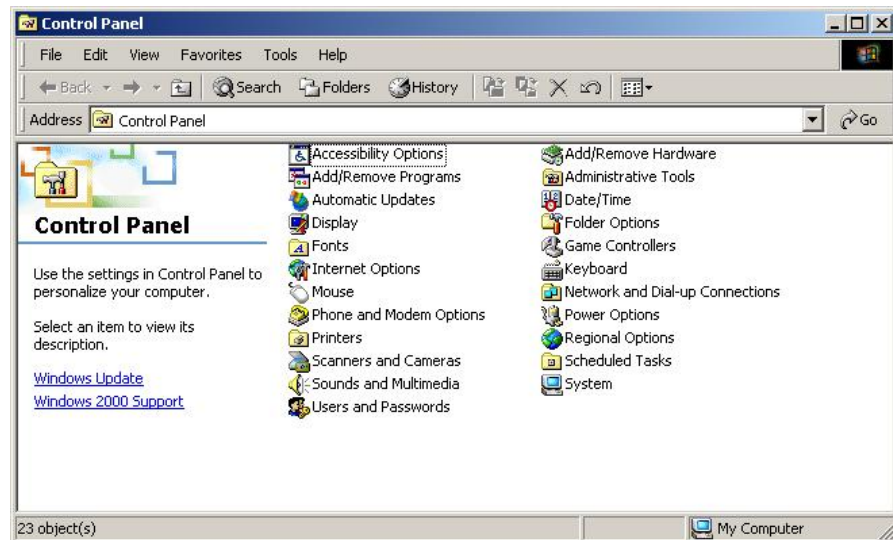 Control Panel
File Edit View Favorites Tools Help
Back Search Folders History
Address Control Panel Go
Control Panel
Use the settings in Control Panel to
personalize your computer.
Select an item to view its
description.
Windows Update
Windows 2000 Support
Accessibility Options
Add/Remove Programs
Automatic Updates
Display
Fonts
Internet Options
Mouse
Phone and Modem Options
Printers
Scanners and Cameras
Sounds and Multimedia
Users and Passwords
Add/Remove Hardware
Administrative Tools
Date/Time
Folder Options
Game Controllers
Keyboard
Network and Dial-up Connections
Power Options
Regional Options
Scheduled Tasks
System
23 object(s) My Computer